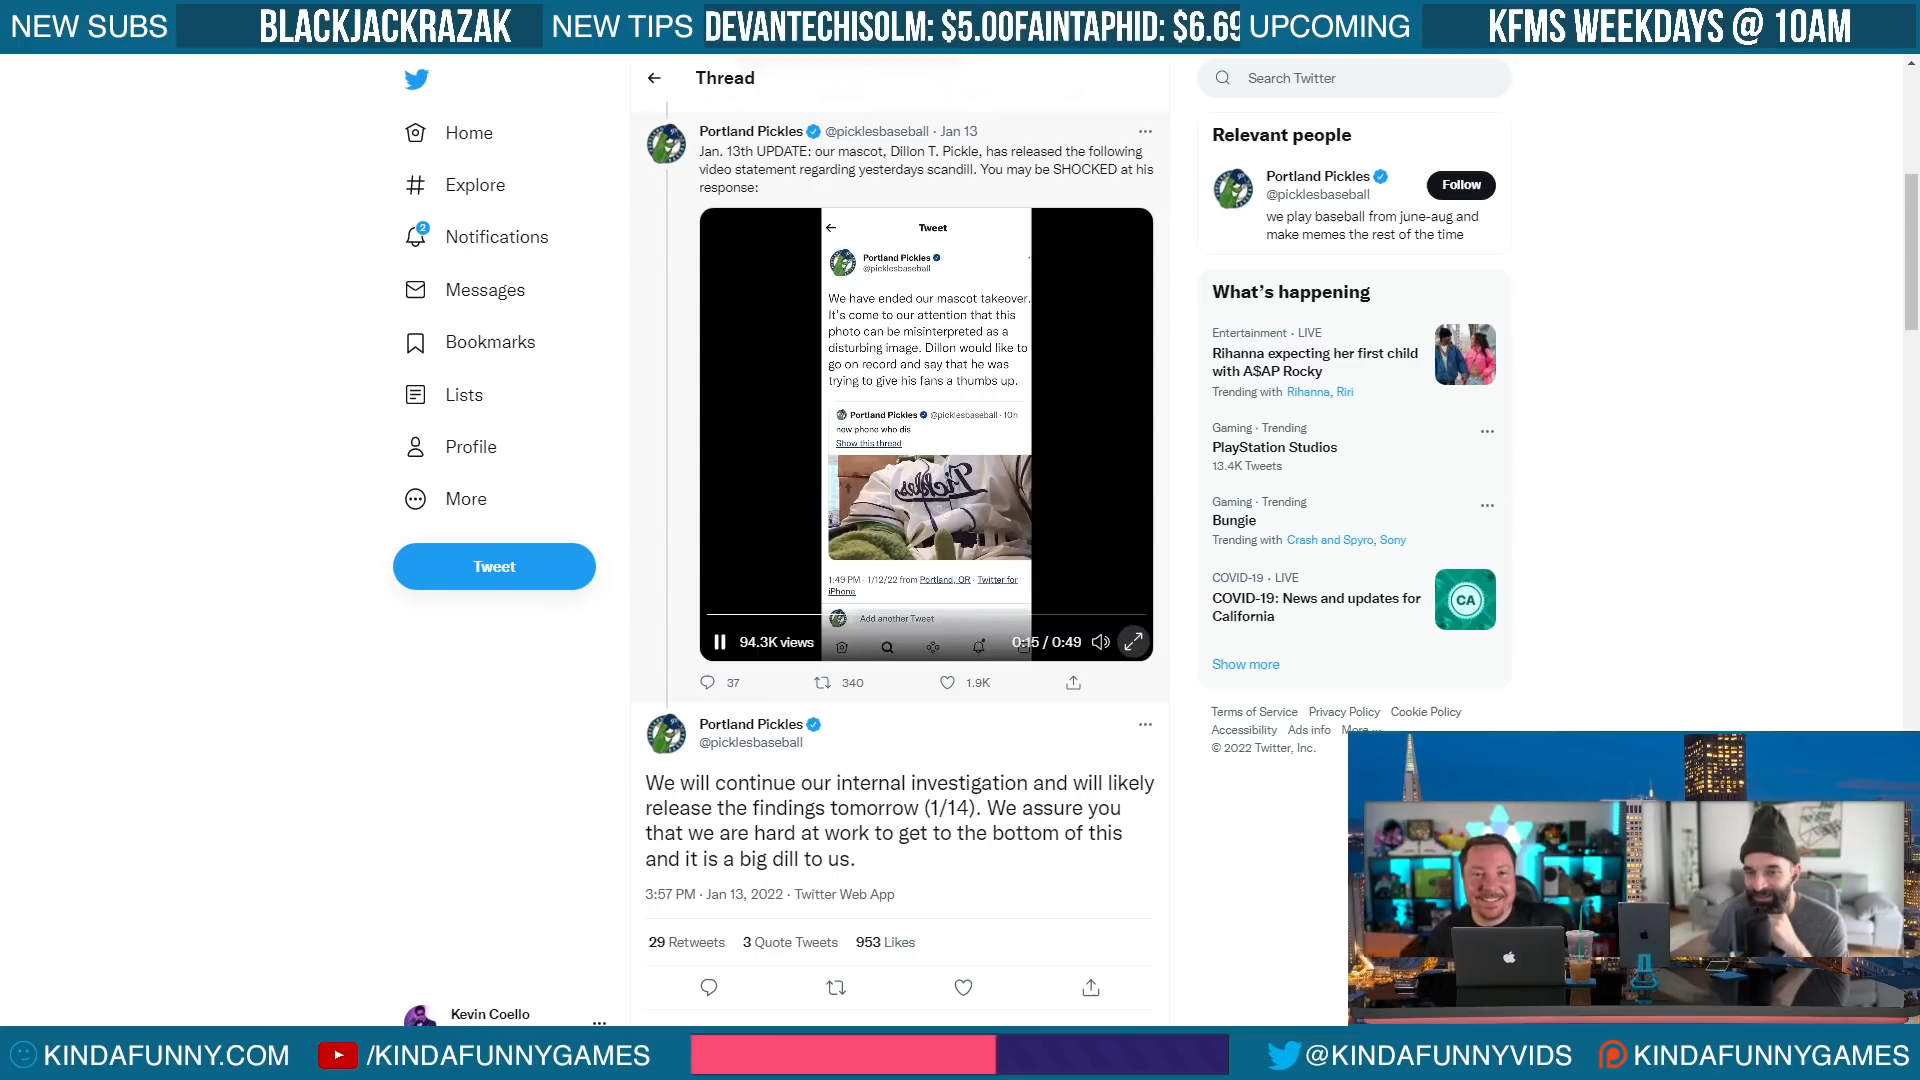 NEW SUBS
BLACKJACKRAZAK
NEW TIPS
DEVANTECHISOLM: $5.00FAINTAPHID: $6.69
UPCOMING
KFMS WEEKDAYS @ 10AM
Home
Explore
2
Notifications
Messages
Bookmarks
Lists
Profile
More
Tweet
Kevin Coello
Thread
Portland Pickles @picklesbaseball · Jan 13
Jan. 13th UPDATE: our mascot, Dillon T. Pickle, has released the following
video statement regarding yesterdays scandill. You may be SHOCKED at his
response:
Tweet
Portland Pickles
@picklesbaseball
We have ended our mascot takeover.
It's come to our attention that this
photo can be misinterpreted as a
disturbing image. Dillon would like to
go on record and say that he was
trying to give his fans a thumbs up.
Portland Pickles @picklesbaseball · 10h
new phone who dis
Show this thread
Pickles
1:49 PM · 1/12/22 from Portland, OR · Twitter for
iPhone
Add another Tweet
94.3K views
0:15 / 0:49
37
340
1.9K
Portland Pickles
@picklesbaseball
We will continue our internal investigation and will likely
release the findings tomorrow (1/14). We assure you
that we are hard at work to get to the bottom of this
and it is a big dill to us.
3:57 PM · Jan 13, 2022 · Twitter Web App
29 Retweets 3 Quote Tweets 953 Likes
Search Twitter
Relevant people
Portland Pickles
@picklesbaseball
Follow
we play baseball from june-aug and
make memes the rest of the time
What's happening
Entertainment · LIVE
Rihanna expecting her first child
with A$AP Rocky
Trending with Rihanna, Riri
Gaming · Trending
PlayStation Studios
13.4K Tweets
Gaming · Trending
Bungie
Trending with Crash and Spyro, Sony
COVID-19 · LIVE
COVID-19: News and updates for
California
CA
Show more
Terms of Service Privacy Policy Cookie Policy
Accessibility Ads info More ...
© 2022 Twitter, Inc.
KINDAFUNNY.COM
/KINDAFUNNYGAMES
@KINDAFUNNYVIDS
KINDAFUNNYGAMES